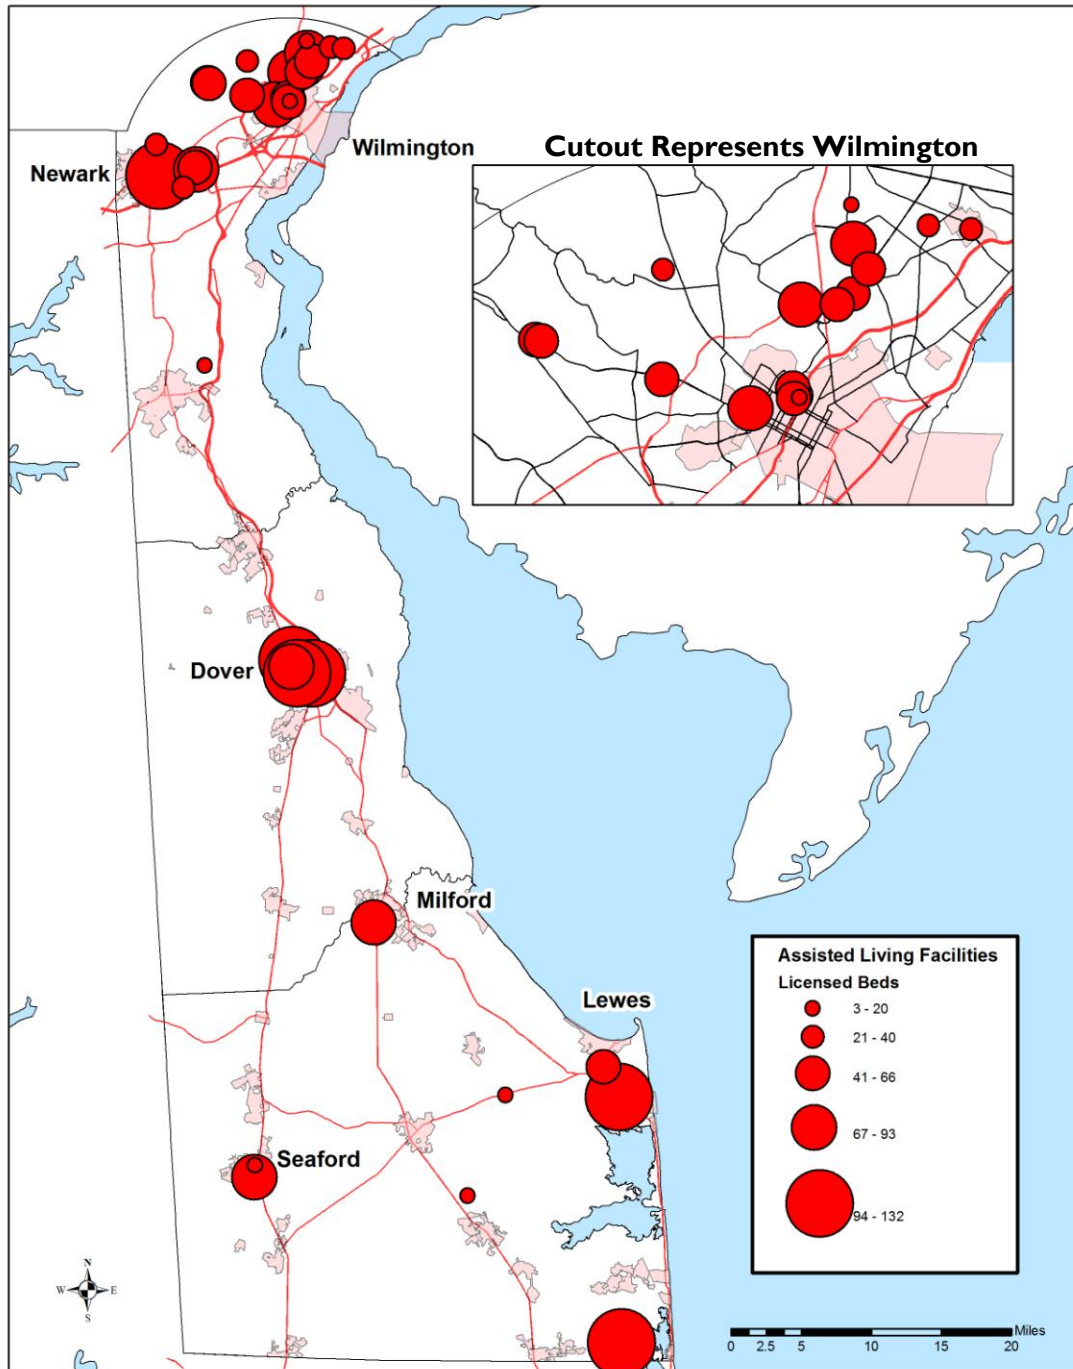 Wilmington
Newark
Cutout Represents Wilmington
Dover
Milford
Lewes
Seaford
Assisted Living Facilities
Licensed Beds
3 - 20
21 - 40
41 - 66
67 - 93
94 - 132
N
W E
S
Miles
0 2.5 5 10 15 20